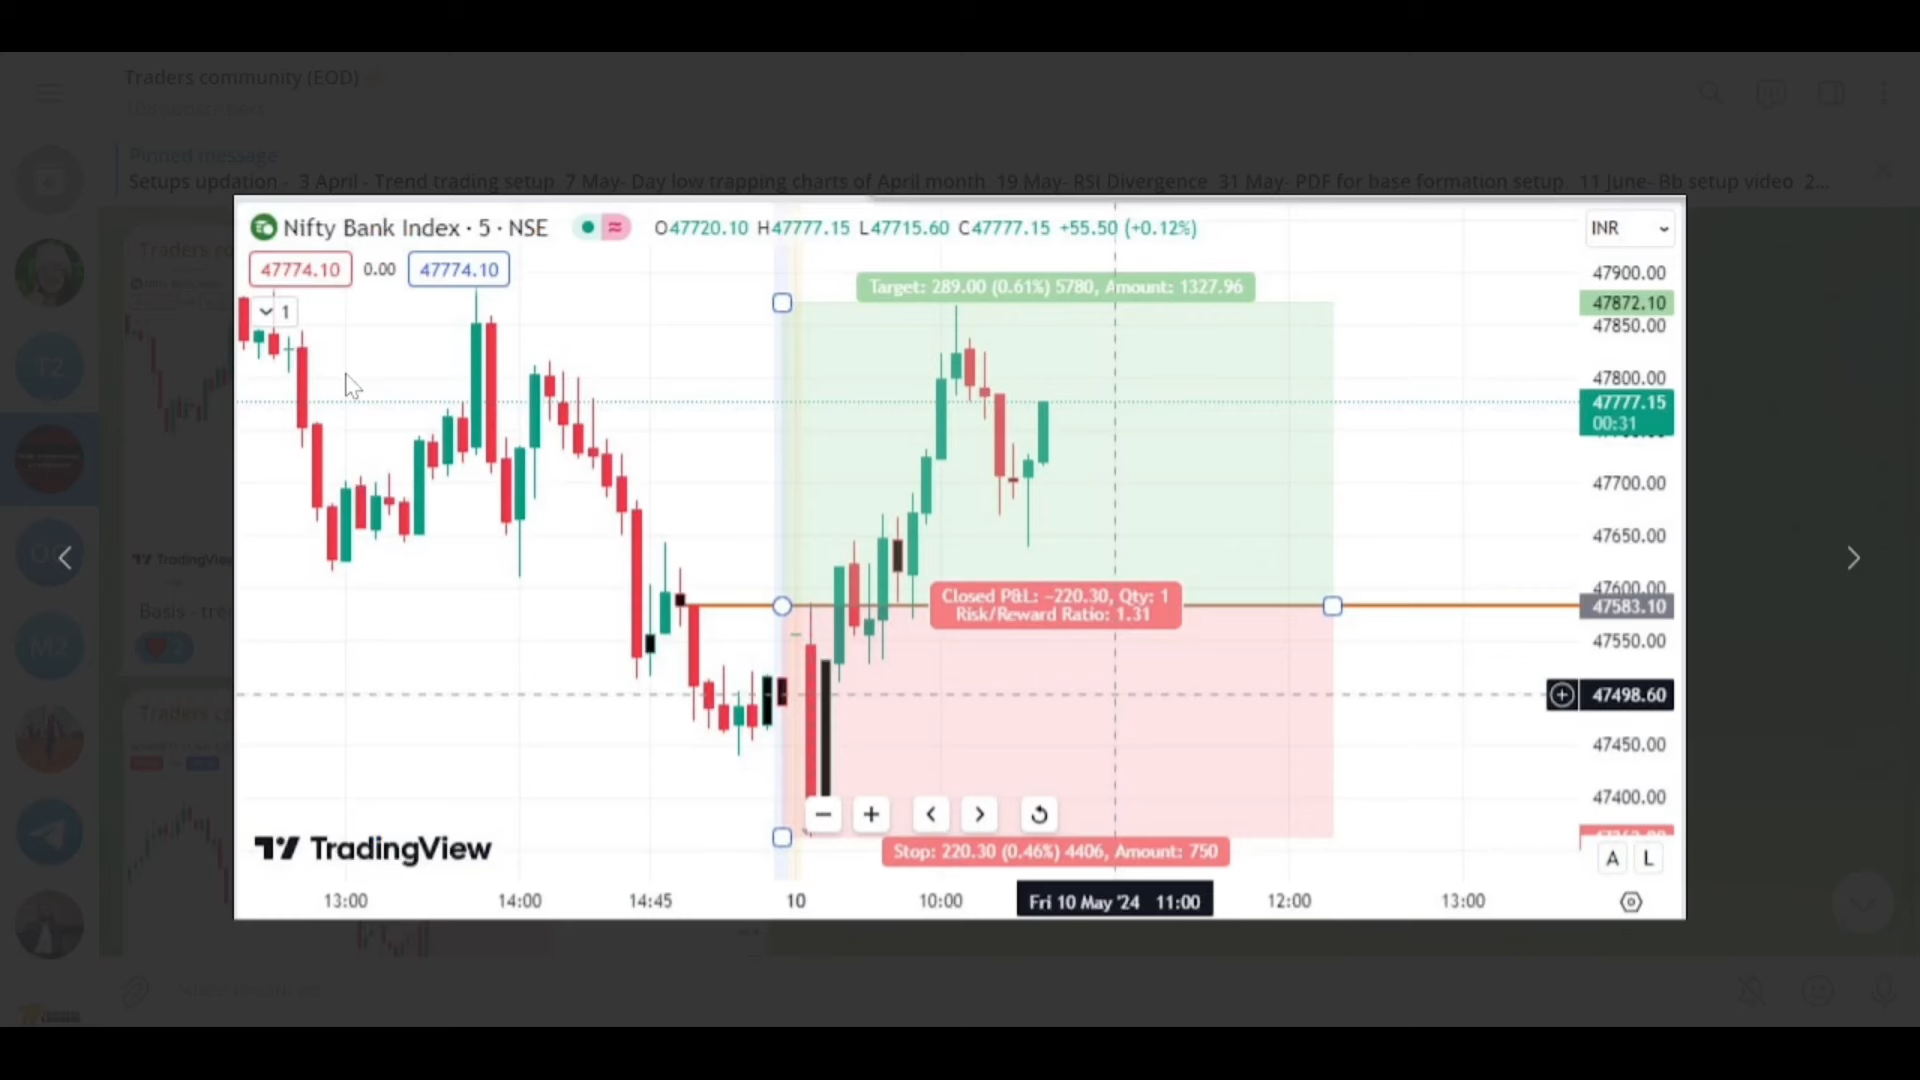 Traders community (EOD)
Pinned message
Setups updation - 3 April - Trend trading setup 7 May- Day low trapping charts of April month 19 May- RSI Divergence 31 May- PDF for base formation setup 11 June- Bb setup video 2...
Nifty Bank Index · 5 · NSE
O47720.10 H47777.15 L47715.60 C47777.15 +55.50 (+0.12%)
INR
47774.10 0.00 47774.10
1
Target: 289.00 (0.61%) 5780, Amount: 1327.96
47900.00
47872.10
47850.00
47800.00
47777.15
00:31
47700.00
47650.00
47600.00
47583.10
47550.00
47498.60
47450.00
47400.00
Closed P&L: −220.30, Qty: 1
Risk/Reward Ratio: 1.31
Stop: 220.30 (0.46%) 4406, Amount: 750
TradingView
A L
13:00 14:00 14:45 10 10:00 Fri 10 May '24 11:00 12:00 13:00
T2
M2
TradingView
Basis - tre
2